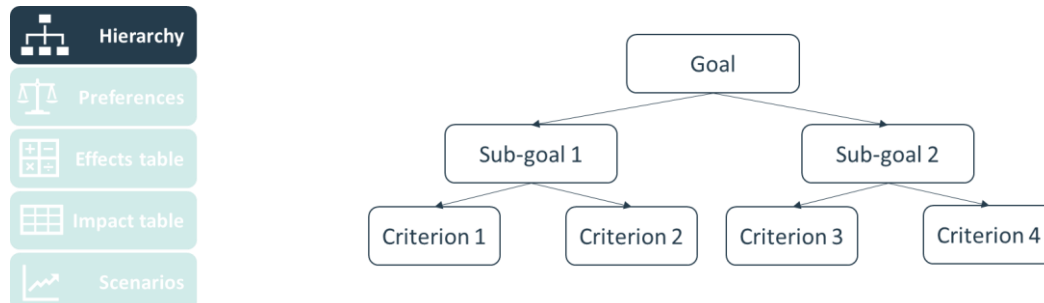 Hierarchy
Preferences
Effects table
Impact table
Scenarios
Goal
Sub-goal 1
Sub-goal 2
Criterion 1
Criterion 2
Criterion 3
Criterion 4